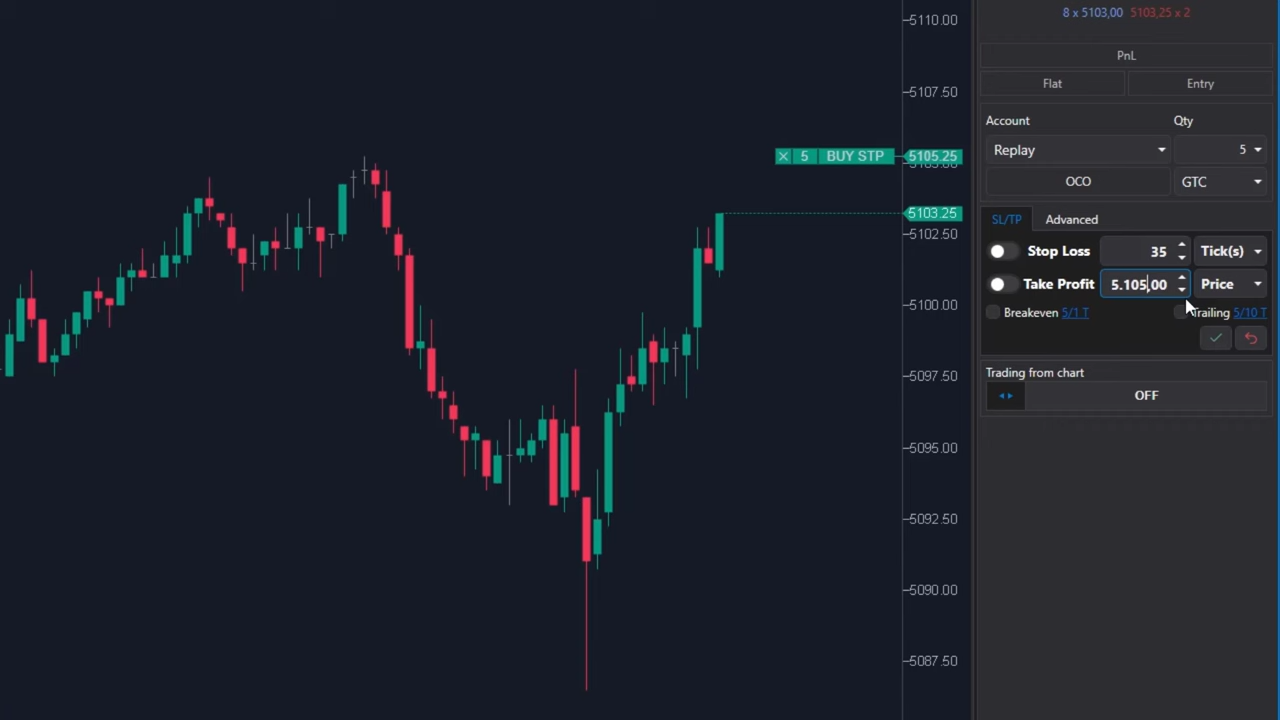 5110.00
5107.50
5 BUY STP 5105.25
5103.25
5102.50
5100.00
5097.50
5095.00
5092.50
5090.00
5087.50
8 x 5103,00 5103,25 x 2
PnL
Flat Entry
Account Qty
Replay 5
OCO GTC
SL/TP Advanced
Stop Loss 35 Tick(s)
Take Profit 5.105,00 Price
Breakeven 5/1 T Trailing 5/10 T
Trading from chart
OFF